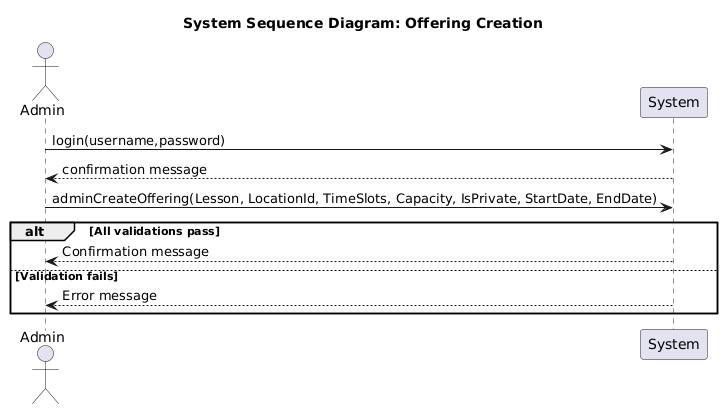 System Sequence Diagram: Offering Creation
Admin
System
login(username,password)
confirmation message
adminCreateOffering(Lesson, LocationId, TimeSlots, Capacity, IsPrivate, StartDate, EndDate)
alt [All validations pass]
Confirmation message
[Validation fails]
Error message
Admin
System